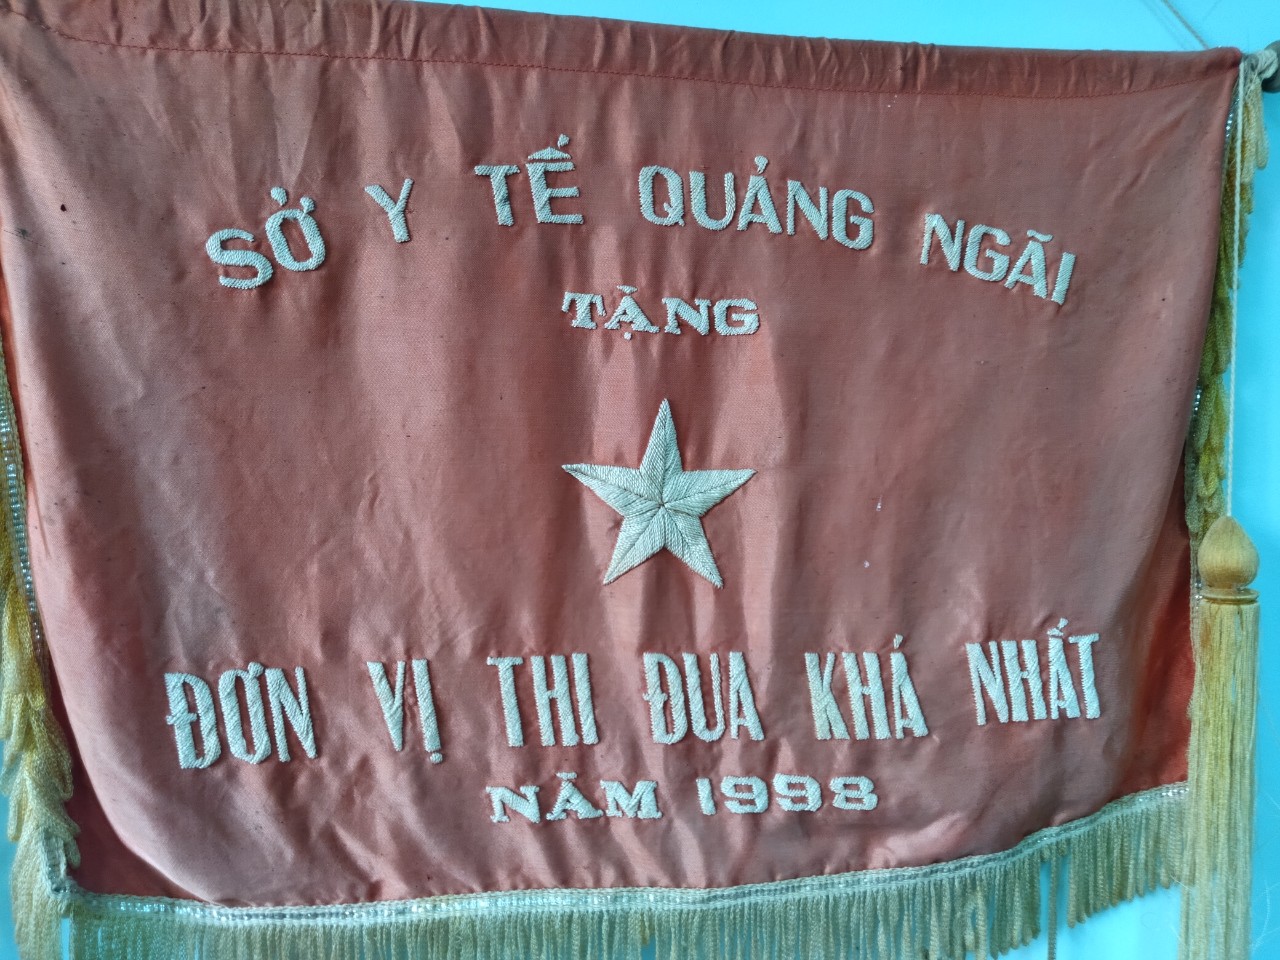 SỞ Y TẾ QUẢNG NGÃI
TẶNG
ĐƠN VỊ THI ĐUA KHÁ NHẤT
NĂM 1998